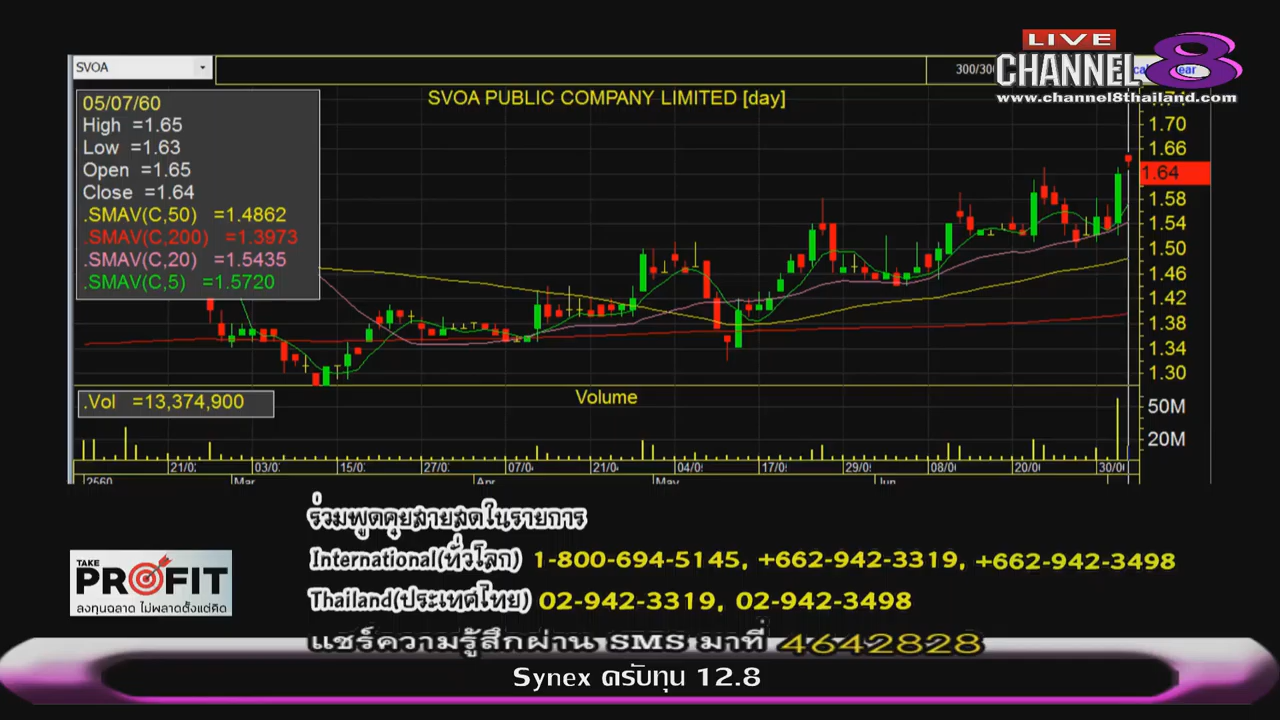 LIVE
CHANNEL 8
www.channel8thailand.com
SVOA
300/300
SVOA PUBLIC COMPANY LIMITED [day]
05/07/60
High =1.65
Low =1.63
Open =1.65
Close =1.64
.SMAV(C,50) =1.4862
.SMAV(C,200) =1.3973
.SMAV(C,20) =1.5435
.SMAV(C,5) =1.5720
1.70
1.66
1.64
1.58
1.54
1.50
1.46
1.42
1.38
1.34
1.30
.Vol =13,374,900
Volume
50M
20M
21/02 03/03 15/03 27/03 07/04 21/04 04/05 17/05 29/05 08/06 20/06 30/06
2560 Mar Apr May Jun
ร่วมพูดคุยสายสดในรายการ
International(ทั่วโลก) 1-800-694-5145, +662-942-3319, +662-942-3498
Thailand(ประเทศไทย) 02-942-3319, 02-942-3498
แชร์ความรู้สึกผ่าน SMS มาที่ 4642828
TAKE
PROFIT
ลงทุนฉลาด ไม่พลาดตั้งแต่คิด
Synex ครับทุน 12.8